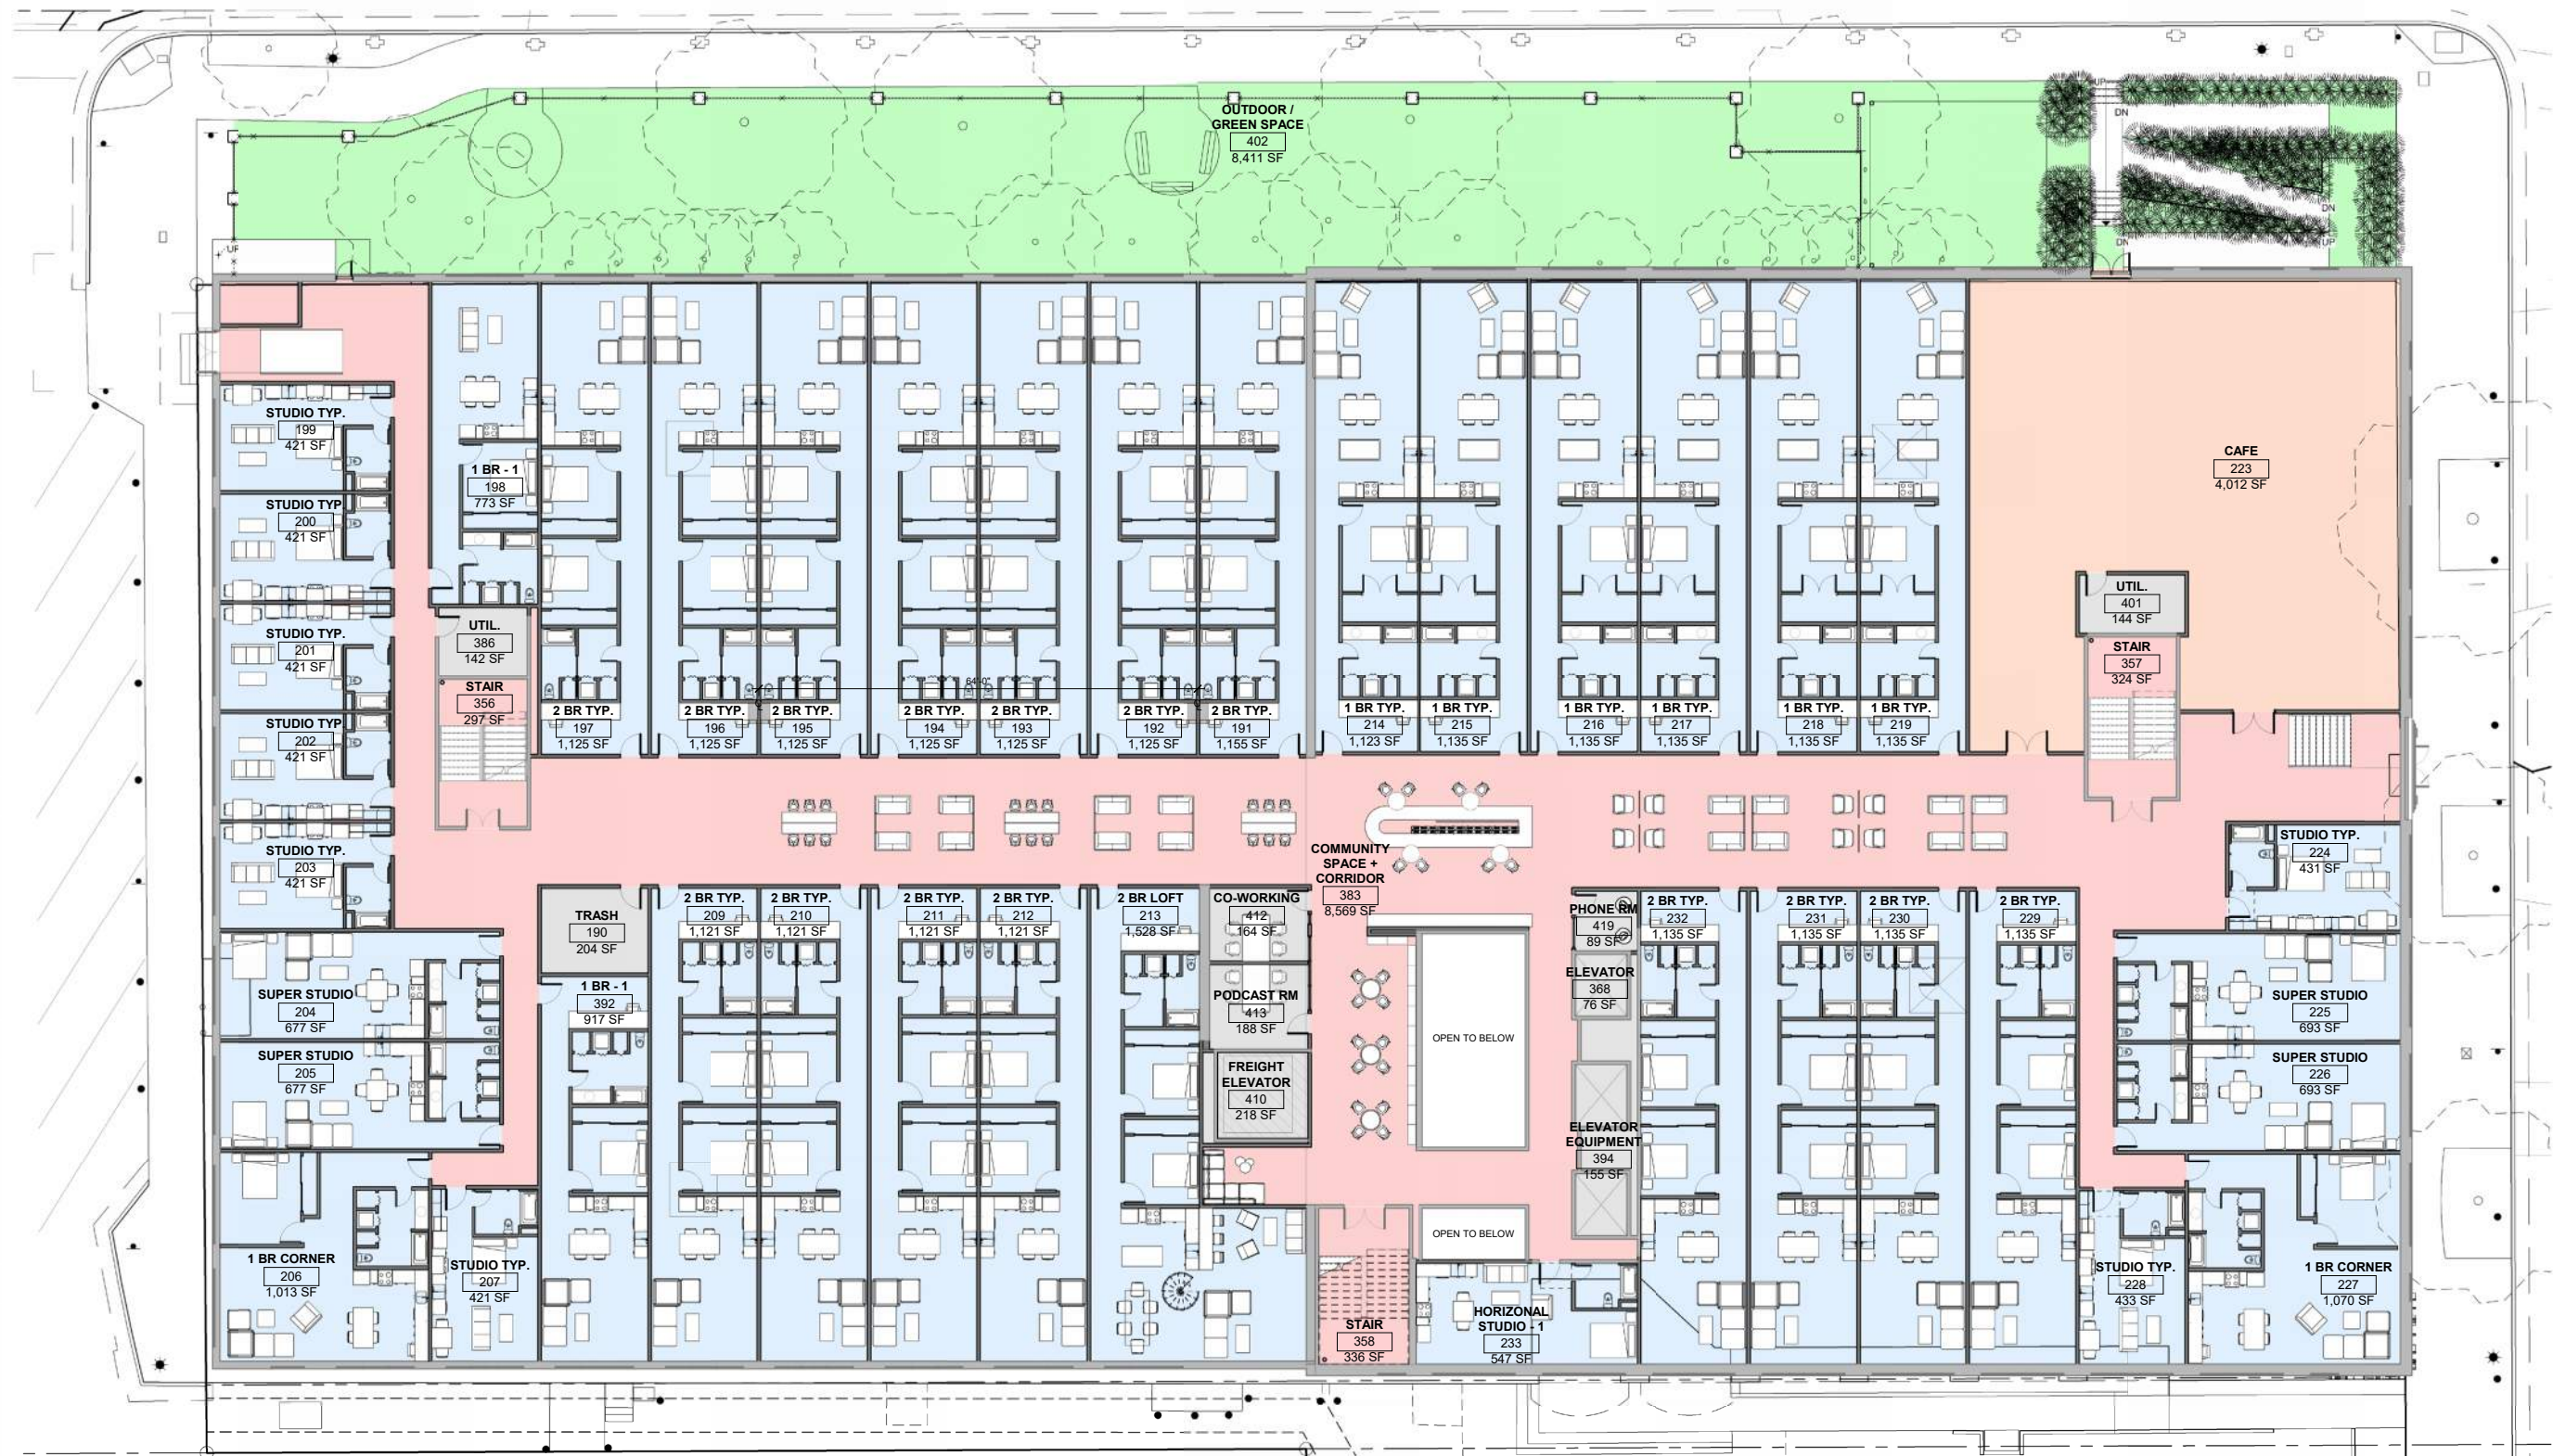 OUTDOOR /
GREEN SPACE
402
8,411 SF
UP
DN
DN
DN
UP
UP
STUDIO TYP.
199
421 SF
STUDIO TYP.
200
421 SF
STUDIO TYP.
201
421 SF
STUDIO TYP.
202
421 SF
STUDIO TYP.
203
421 SF
1 BR - 1
198
773 SF
UTIL.
386
142 SF
STAIR
356
297 SF
2 BR TYP.
197
1,125 SF
2 BR TYP.
196
1,125 SF
2 BR TYP.
195
1,125 SF
2 BR TYP.
194
1,125 SF
2 BR TYP.
193
1,125 SF
2 BR TYP.
192
1,125 SF
2 BR TYP.
191
1,155 SF
64'-0"
1 BR TYP.
214
1,123 SF
1 BR TYP.
215
1,135 SF
1 BR TYP.
216
1,135 SF
1 BR TYP.
217
1,135 SF
1 BR TYP.
218
1,135 SF
1 BR TYP.
219
1,135 SF
CAFE
223
4,012 SF
UTIL.
401
144 SF
STAIR
357
324 SF
COMMUNITY
SPACE +
CORRIDOR
383
8,569 SF
STUDIO TYP.
224
431 SF
TRASH
190
204 SF
2 BR TYP.
209
1,121 SF
2 BR TYP.
210
1,121 SF
2 BR TYP.
211
1,121 SF
2 BR TYP.
212
1,121 SF
2 BR LOFT
213
1,528 SF
CO-WORKING
412
164 SF
PHONE RM
419
89 SF
2 BR TYP.
232
1,135 SF
2 BR TYP.
231
1,135 SF
2 BR TYP.
230
1,135 SF
2 BR TYP.
229
1,135 SF
SUPER STUDIO
204
677 SF
1 BR - 1
392
917 SF
PODCAST RM
413
188 SF
ELEVATOR
368
76 SF
OPEN TO BELOW
SUPER STUDIO
225
693 SF
SUPER STUDIO
205
677 SF
FREIGHT
ELEVATOR
410
218 SF
SUPER STUDIO
226
693 SF
ELEVATOR
EQUIPMENT
394
155 SF
OPEN TO BELOW
1 BR CORNER
206
1,013 SF
STUDIO TYP.
207
421 SF
STAIR
358
336 SF
HORIZONAL
STUDIO - 1
233
547 SF
STUDIO TYP.
228
433 SF
1 BR CORNER
227
1,070 SF